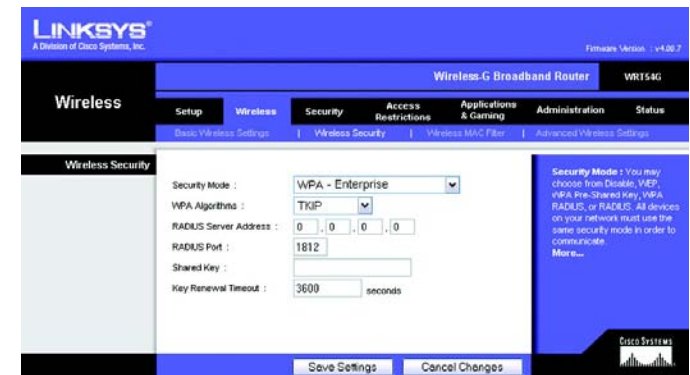 LINKSYS®
A Division of Cisco Systems, Inc.
Firmware Version : v4.00.7
Wireless-G Broadband Router WRT54G
Wireless
Setup Wireless Security Access Restrictions Applications & Gaming Administration Status
Basic Wireless Settings | Wireless Security | Wireless MAC Filter | Advanced Wireless Settings
Wireless Security
Security Mode : WPA - Enterprise
WPA Algorithms : TKIP
RADIUS Server Address : 0 . 0 . 0 . 0
RADIUS Port : 1812
Shared Key :
Key Renewal Timeout : 3600 seconds
Security Mode : You may
choose from Disable, WEP,
WPA Pre-Shared Key, WPA
RADIUS, or RADIUS. All devices
on your network must use the
same security mode in order to
communicate.
More...
CISCO SYSTEMS
Save Settings Cancel Changes